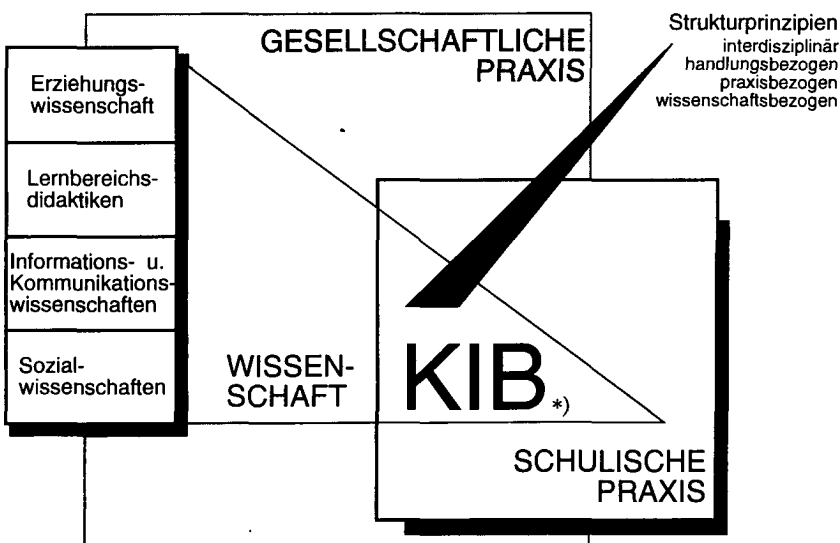 GESELLSCHAFTLICHE
PRAXIS
Strukturprinzipien
interdisziplinär
handlungsbezogen
praxisbezogen
wissenschaftsbezogen
Erziehungs-
wissenschaft
Lernbereichs-
didaktiken
Informations- u.
Kommunikations-
wissenschaften
Sozial-
wissenschaften
WISSEN-
SCHAFT
KIB *)
SCHULISCHE
PRAXIS